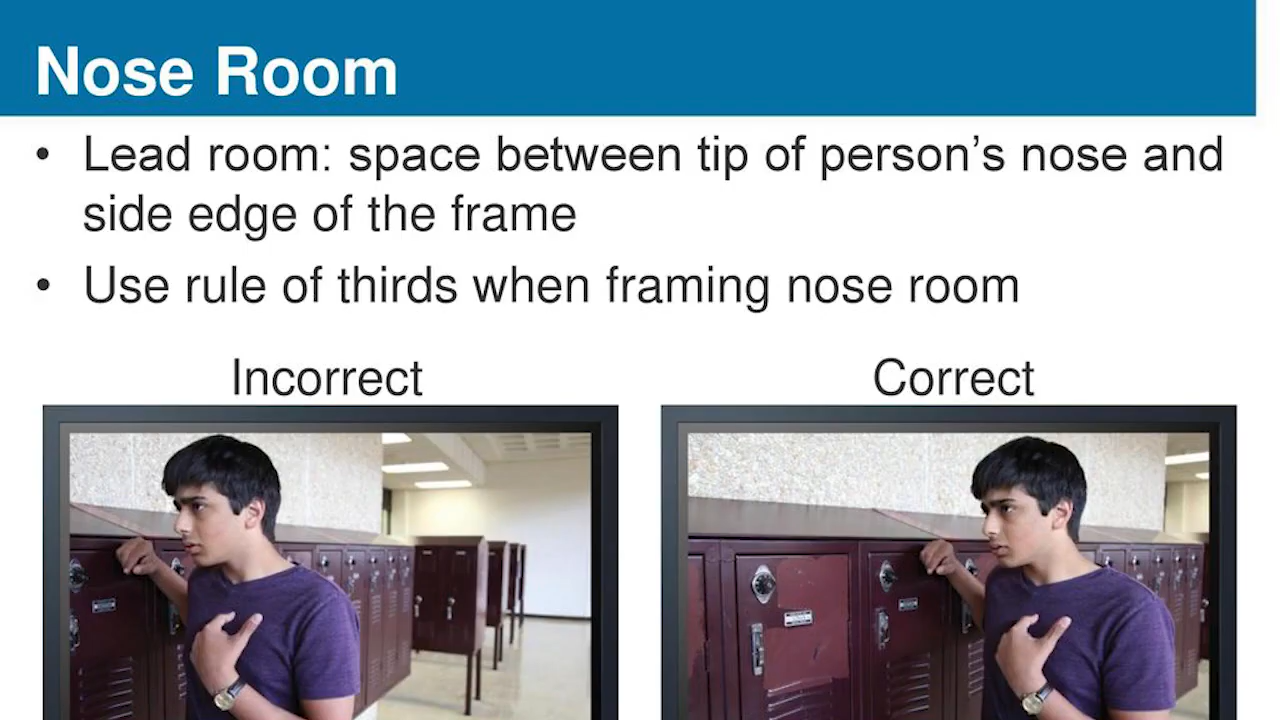 Nose Room
• Lead room: space between tip of person's nose and
side edge of the frame
• Use rule of thirds when framing nose room
Incorrect
Correct